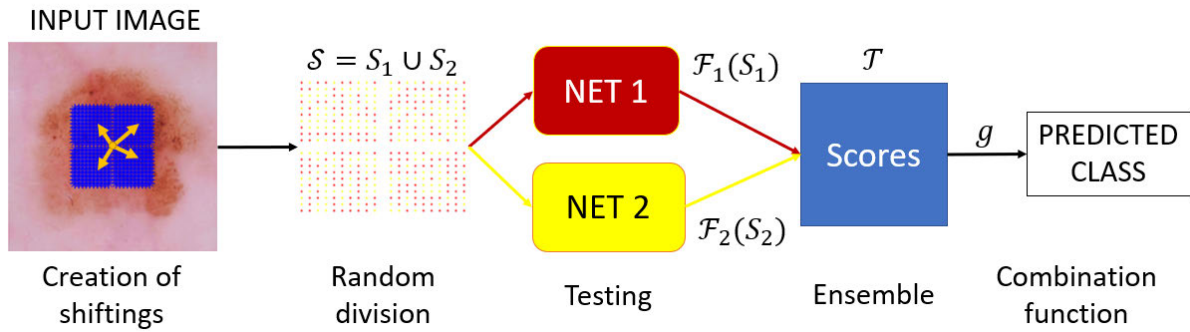 INPUT IMAGE
𝒮 = S₁ ∪ S₂
NET 1
ℱ₁(S₁)
𝒯
Scores
g
PREDICTED
CLASS
NET 2
ℱ₂(S₂)
Creation of
shiftings
Random
division
Testing
Ensemble
Combination
function